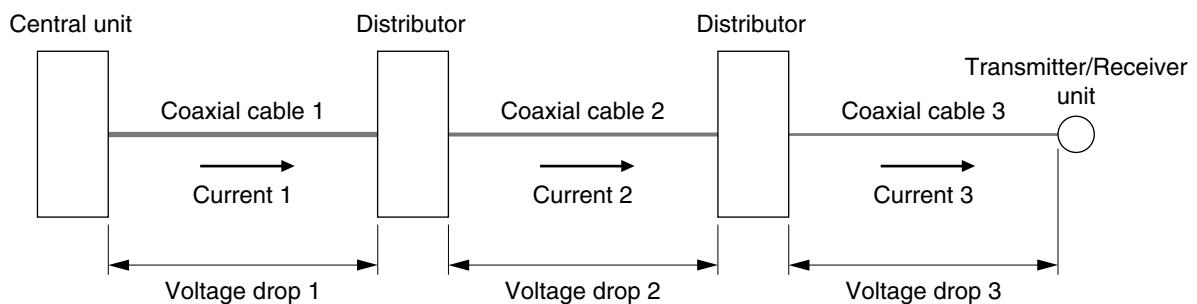 Central unit
Distributor
Distributor
Transmitter/Receiver
unit
Coaxial cable 1
Coaxial cable 2
Coaxial cable 3
Current 1
Current 2
Current 3
Voltage drop 1
Voltage drop 2
Voltage drop 3